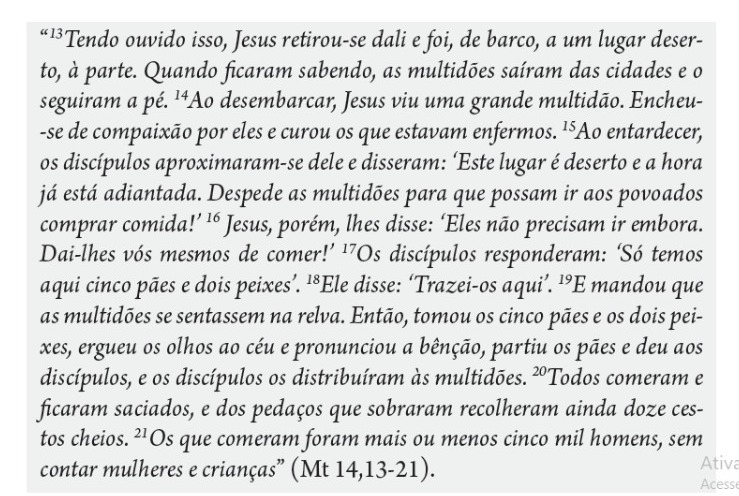 “¹³Tendo ouvido isso, Jesus retirou-se dali e foi, de barco, a um lugar deser-
to, à parte. Quando ficaram sabendo, as multidões saíram das cidades e o
seguiram a pé. ¹⁴Ao desembarcar, Jesus viu uma grande multidão. Encheu-
-se de compaixão por eles e curou os que estavam enfermos. ¹⁵Ao entardecer,
os discípulos aproximaram-se dele e disseram: ‘Este lugar é deserto e a hora
já está adiantada. Despede as multidões para que possam ir aos povoados
comprar comida!’ ¹⁶ Jesus, porém, lhes disse: ‘Eles não precisam ir embora.
Dai-lhes vós mesmos de comer!’ ¹⁷Os discípulos responderam: ‘Só temos
aqui cinco pães e dois peixes’. ¹⁸Ele disse: ‘Trazei-os aqui’. ¹⁹E mandou que
as multidões se sentassem na relva. Então, tomou os cinco pães e os dois pei-
xes, ergueu os olhos ao céu e pronunciou a bênção, partiu os pães e deu aos
discípulos, e os discípulos os distribuíram às multidões. ²⁰Todos comeram e
ficaram saciados, e dos pedaços que sobraram recolheram ainda doze ces-
tos cheios. ²¹Os que comeram foram mais ou menos cinco mil homens, sem
contar mulheres e crianças” (Mt 14,13-21).
Ativa
Acesse